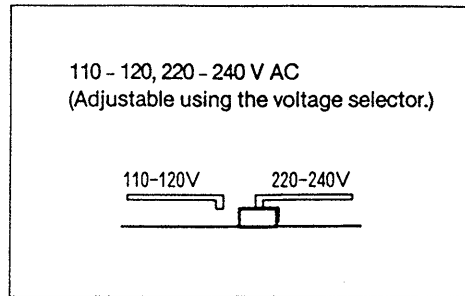 110 – 120, 220 – 240 V AC
(Adjustable using the voltage selector.)
110-120V 220-240V